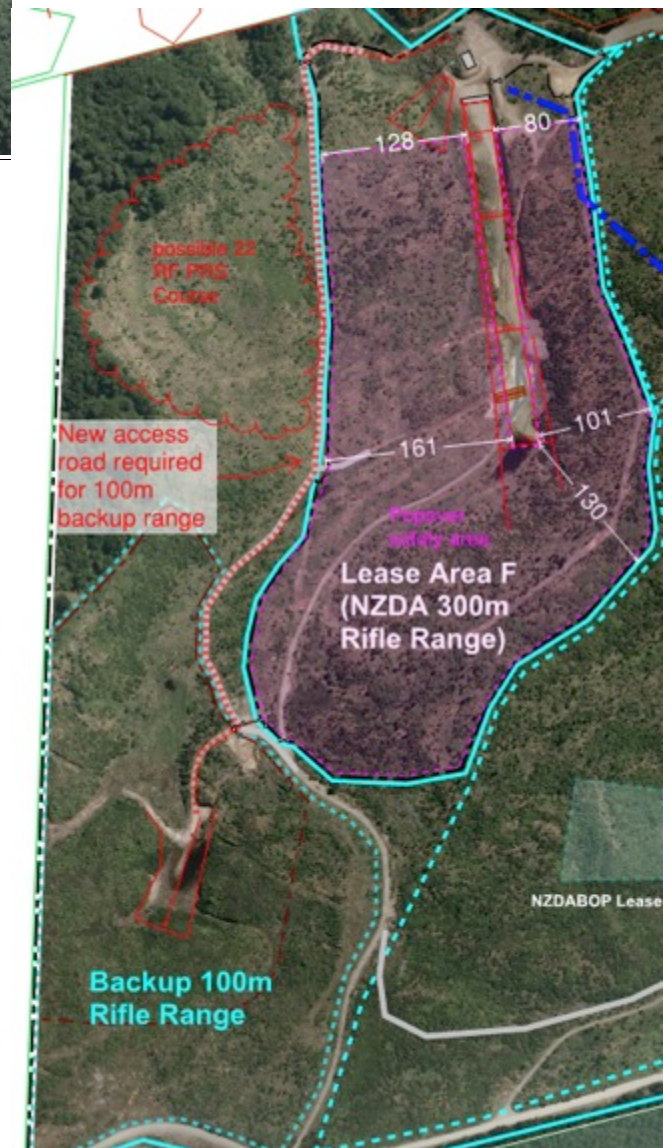 128
80
possible 22
RF PRS
Course
New access
road required
for 100m
backup range
161
101
130
Popover
safety area
Lease Area F
(NZDA 300m
Rifle Range)
NZDABOP Lease
Backup 100m
Rifle Range